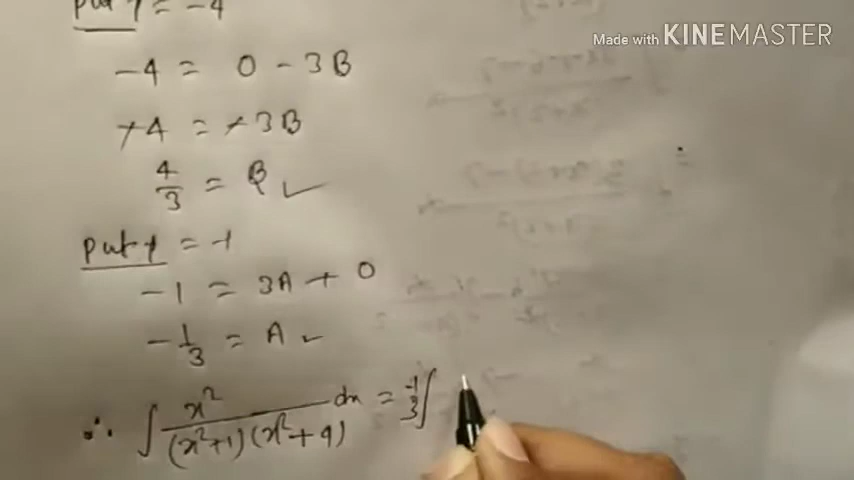 Put y = -4
Made with KINEMASTER
-4 = 0 - 3B
+4 = +3B
4/3 = B ✓
Put y = -1
-1 = 3A + 0
-1/3 = A ✓
∴ ∫ x²/((x²+1)(x²+4)) dx = -1/3 ∫